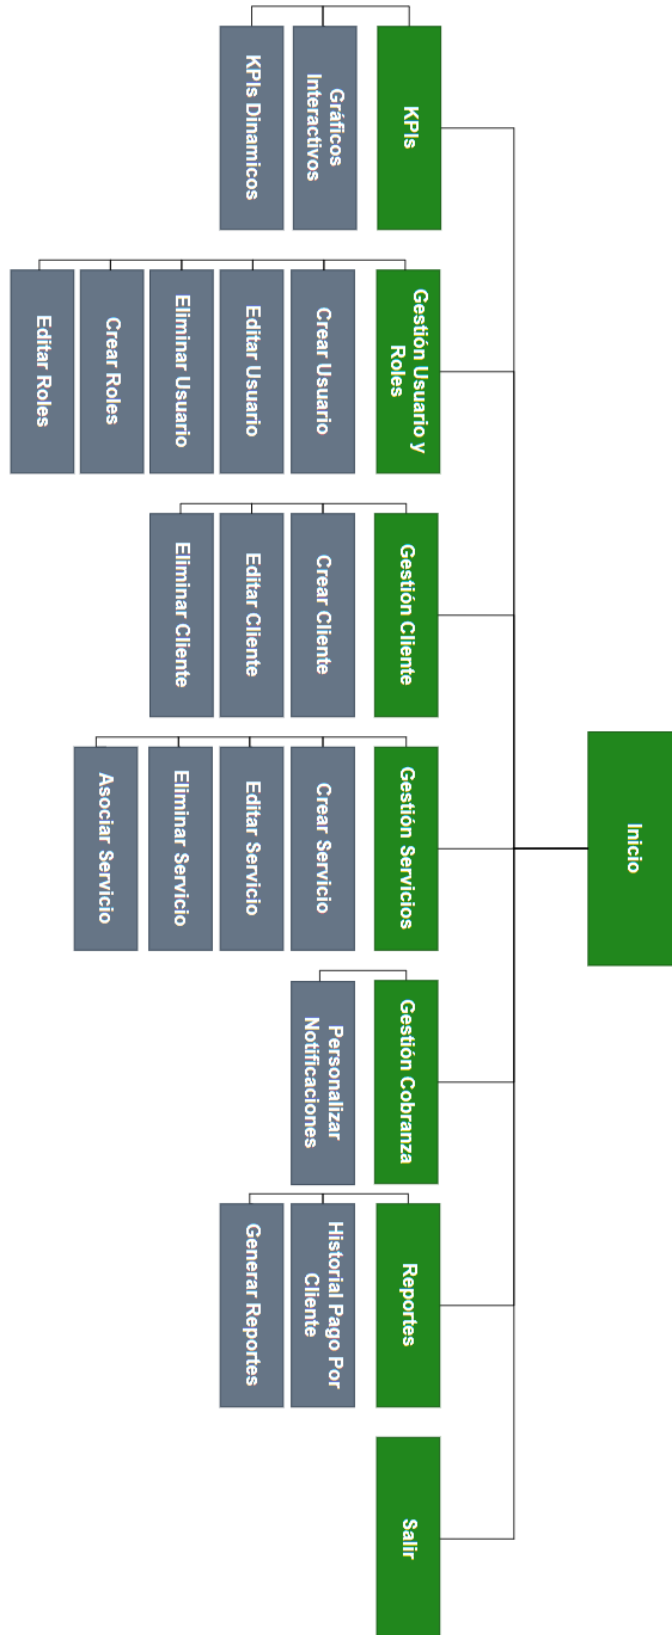 Inicio
KPIs
Gráficos
Interactivos
KPIs Dinamicos
Gestión Usuario y
Roles
Crear Usuario
Editar Usuario
Eliminar Usuario
Crear Roles
Editar Roles
Gestión Cliente
Crear Cliente
Editar Cliente
Eliminar Cliente
Gestión Servicios
Crear Servicio
Editar Servicio
Eliminar Servicio
Asociar Servicio
Gestión Cobranza
Personalizar
Notificaciones
Reportes
Historial Pago Por
Cliente
Generar Reportes
Salir